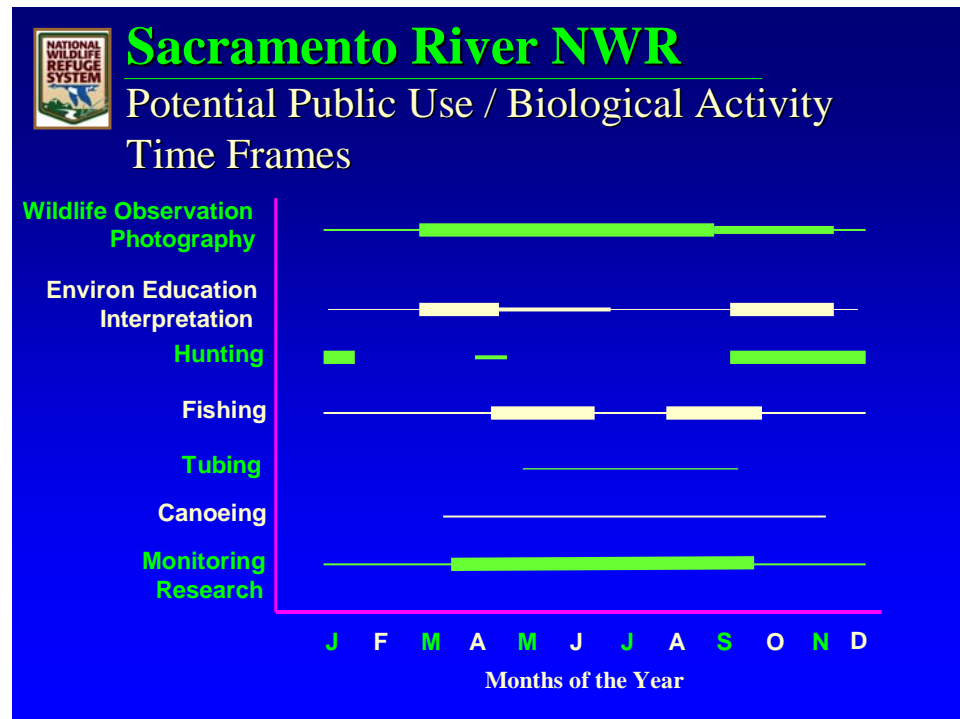 NATIONAL
WILDLIFE
REFUGE
SYSTEM
Sacramento River NWR
Potential Public Use / Biological Activity
Time Frames
Wildlife Observation
Photography
Environ Education
Interpretation
Hunting
Fishing
Tubing
Canoeing
Monitoring
Research
J F M A M J J A S O N D
Months of the Year